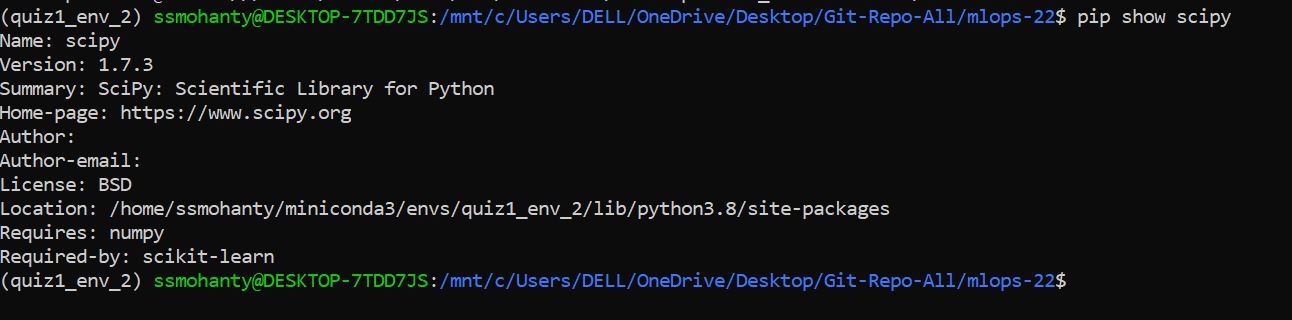 (quiz1_env_2) ssmohanty@DESKTOP-7TDD7JS:/mnt/c/Users/DELL/OneDrive/Desktop/Git-Repo-All/mlops-22$ pip show scipy
Name: scipy
Version: 1.7.3
Summary: SciPy: Scientific Library for Python
Home-page: https://www.scipy.org
Author:
Author-email:
License: BSD
Location: /home/ssmohanty/miniconda3/envs/quiz1_env_2/lib/python3.8/site-packages
Requires: numpy
Required-by: scikit-learn
(quiz1_env_2) ssmohanty@DESKTOP-7TDD7JS:/mnt/c/Users/DELL/OneDrive/Desktop/Git-Repo-All/mlops-22$